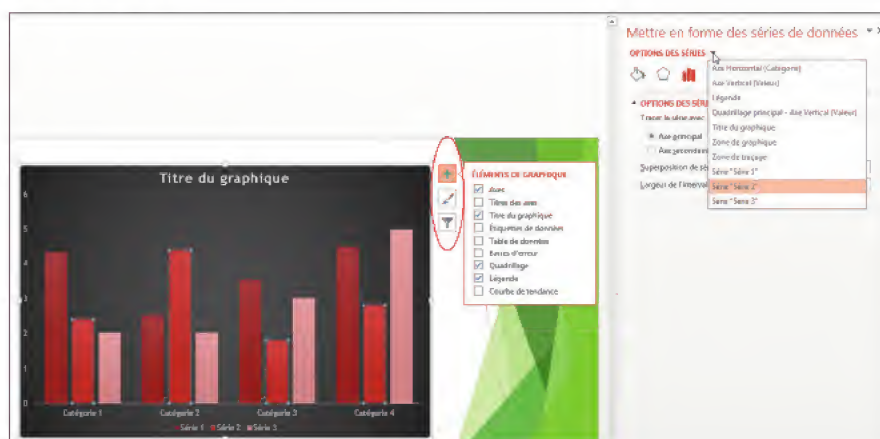 Mettre en forme des séries de données
OPTIONS DES SÉRIES
Axe Horizontal (Catégorie)
Axe Vertical (Valeur)
Légende
Quadrillage principal - Axe Vertical (Valeur)
Titre du graphique
Zone de graphique
Zone de traçage
Série "Série 1"
Série "Série 2"
Série "Série 3"
OPTIONS DES SÉRI
Tracer la série avec
Axe principal
Axe secondaire
Superposition de sé
Largeur de l'interval
Titre du graphique
6
5
4
3
2
1
0
Catégorie 1 Catégorie 2 Catégorie 3 Catégorie 4
Série 1 Série 2 Série 3
ÉLÉMENTS DE GRAPHIQUE
Axes
Titres des axes
Titre du graphique
Étiquettes de données
Table de données
Barres d'erreur
Quadrillage
Légende
Courbe de tendance